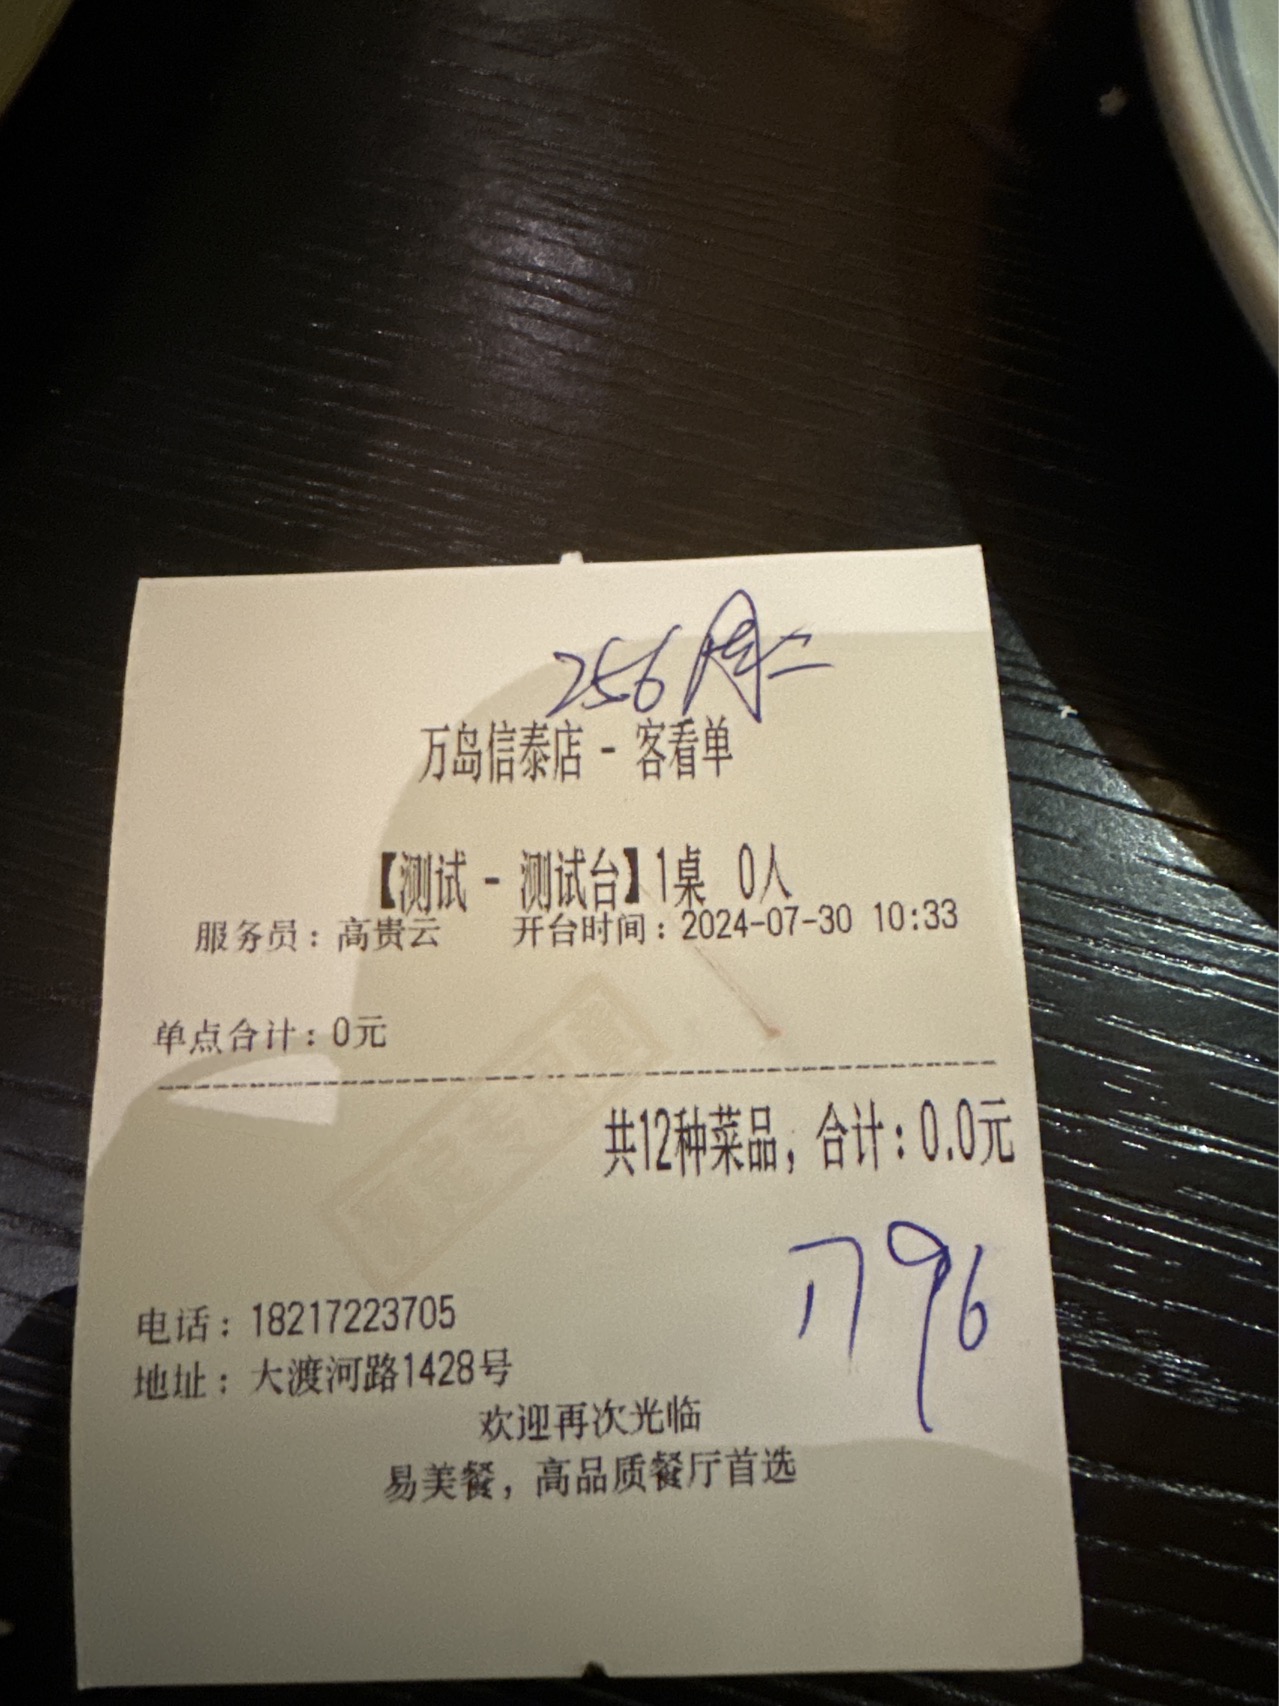 256 周仁
万岛信泰店 - 客看单
【测试 - 测试台】1桌 0人
服务员：高贵云 开台时间：2024-07-30 10:33
单点合计：0元
共12种菜品，合计：0.0元
1796
电话：18217223705
地址：大渡河路1428号
欢迎再次光临
易美餐，高品质餐厅首选